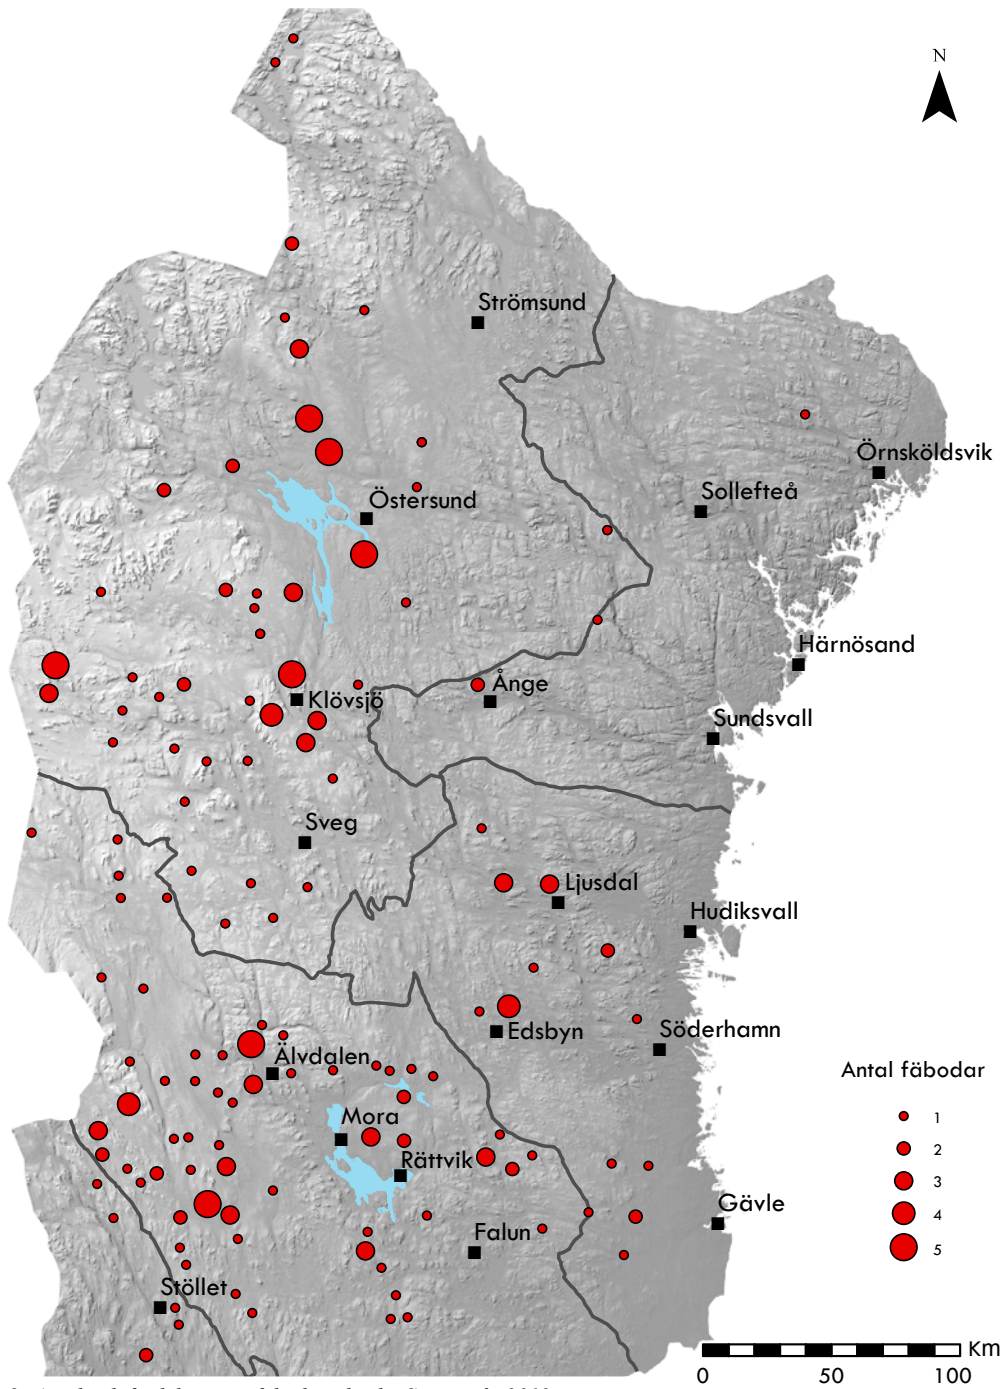 N
Strömsund
Örnsköldsvik
Sollefteå
Östersund
Härnösand
Ånge
Klövsjö
Sundsvall
Sveg
Ljusdal
Hudiksvall
Edsbyn
Söderhamn
Älvdalen
Antal fäbodar
1
2
3
4
5
Mora
Rättvik
Gävle
Falun
Stöllet
Km
0 50 100